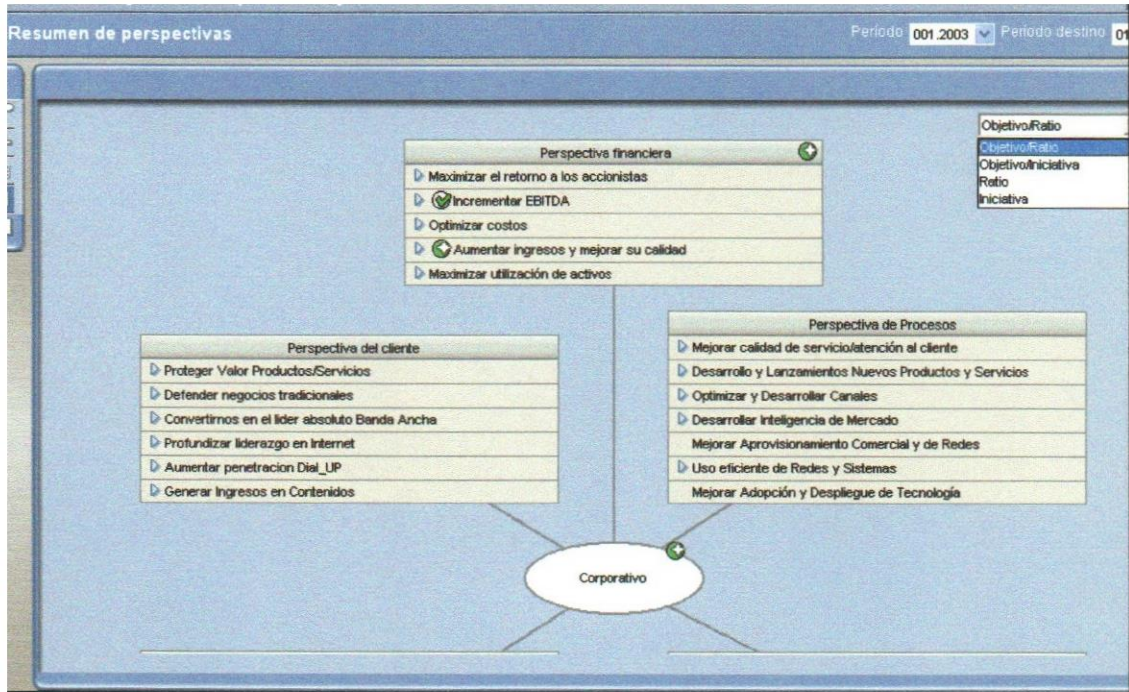 Resumen de perspectivas
Período 001.2003 Período destino 01
Objetivo/Ratio
Objetivo/Ratio
Objetivo/Iniciativa
Ratio
Iniciativa
Perspectiva financiera
Maximizar el retorno a los accionistas
Incrementar EBITDA
Optimizar costos
Aumentar ingresos y mejorar su calidad
Maximizar utilización de activos
Perspectiva del cliente
Proteger Valor Productos/Servicios
Defender negocios tradicionales
Convertirnos en el lider absoluto Banda Ancha
Profundizar liderazgo en Internet
Aumentar penetracion Dial_UP
Generar Ingresos en Contenidos
Perspectiva de Procesos
Mejorar calidad de servicio/atención al cliente
Desarrollo y Lanzamientos Nuevos Productos y Servicios
Optimizar y Desarrollar Canales
Desarrollar Inteligencia de Mercado
Mejorar Aprovisionamiento Comercial y de Redes
Uso eficiente de Redes y Sistemas
Mejorar Adopción y Despliegue de Tecnología
Corporativo